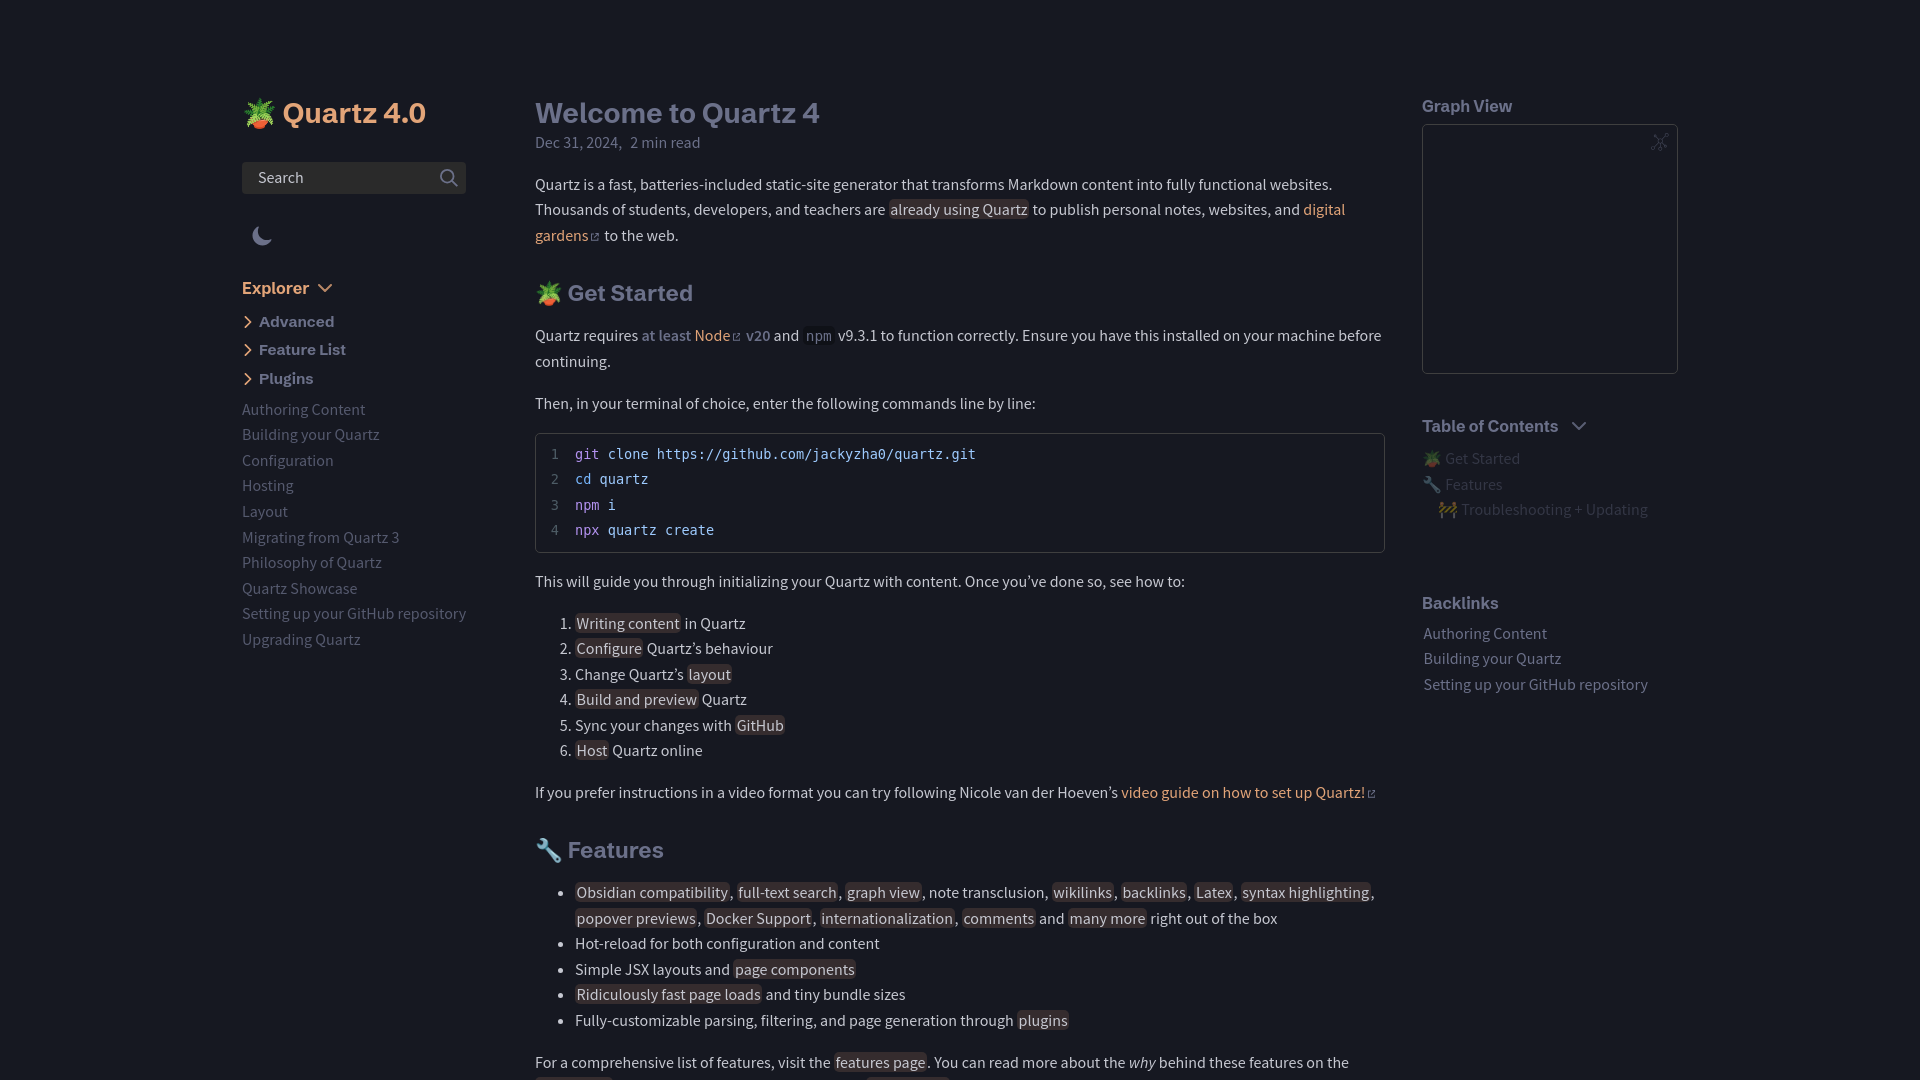 🪴 Quartz 4.0
Search
Explorer
Advanced
Feature List
Plugins
Authoring Content
Building your Quartz
Configuration
Hosting
Layout
Migrating from Quartz 3
Philosophy of Quartz
Quartz Showcase
Setting up your GitHub repository
Upgrading Quartz
Welcome to Quartz 4
Dec 31, 2024, 2 min read
Quartz is a fast, batteries-included static-site generator that transforms Markdown content into fully functional websites.
Thousands of students, developers, and teachers are already using Quartz to publish personal notes, websites, and digital
gardens to the web.
🪴 Get Started
Quartz requires at least Node v20 and npm v9.3.1 to function correctly. Ensure you have this installed on your machine before
continuing.
Then, in your terminal of choice, enter the following commands line by line:
1 git clone https://github.com/jackyzha0/quartz.git
2 cd quartz
3 npm i
4 npx quartz create
This will guide you through initializing your Quartz with content. Once you’ve done so, see how to:
1. Writing content in Quartz
2. Configure Quartz’s behaviour
3. Change Quartz’s layout
4. Build and preview Quartz
5. Sync your changes with GitHub
6. Host Quartz online
If you prefer instructions in a video format you can try following Nicole van der Hoeven’s video guide on how to set up Quartz!
🔧 Features
• Obsidian compatibility, full-text search, graph view, note transclusion, wikilinks, backlinks, Latex, syntax highlighting,
popover previews, Docker Support, internationalization, comments and many more right out of the box
• Hot-reload for both configuration and content
• Simple JSX layouts and page components
• Ridiculously fast page loads and tiny bundle sizes
• Fully-customizable parsing, filtering, and page generation through plugins
For a comprehensive list of features, visit the features page. You can read more about the why behind these features on the
Graph View
Table of Contents
🪴 Get Started
🔧 Features
🚧 Troubleshooting + Updating
Backlinks
Authoring Content
Building your Quartz
Setting up your GitHub repository